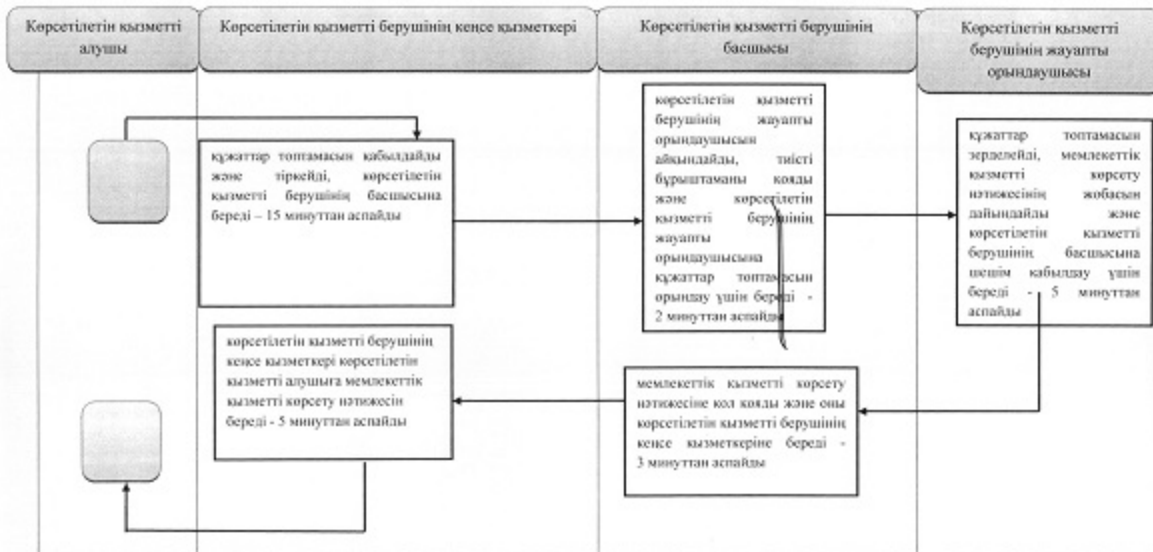 Көрсетілетін қызметті
алушы
Көрсетілетін қызметті берушінің кеңсе қызметкері
Көрсетілетін қызметті берушінің
басшысы
Көрсетілетін қызметті
берушінің жауапты
орындаушысы
құжаттар топтамасын қабылдайды
және тіркейді, көрсетілетін
қызметті берушінің басшысына
береді – 15 минуттан аспайды
көрсетілетін қызметті
берушінің жауапты
орындаушысын
айқындайды, тиісті
бұрыштаманы қояды
және көрсетілетін
қызметті берушінің
жауапты
орындаушысына
құжаттар топтамасын
орындау үшін береді -
2 минуттан аспайды
құжаттар топтамасын
зерделейді, мемлекеттік
қызметті көрсету
нәтижесінің жобасын
дайындайды және
көрсетілетін қызметті
берушінің басшысына
шешім қабылдау үшін
береді - 5 минуттан
аспайды
көрсетілетін қызметті берушінің
кеңсе қызметкері көрсетілетін
қызметті алушыға мемлекеттік
қызметті көрсету нәтижесін
береді - 5 минуттан аспайды
мемлекеттік қызметті көрсету
нәтижесіне қол қояды және оны
көрсетілетін қызметті берушінің
кеңсе қызметкеріне береді -
3 минуттан аспайды